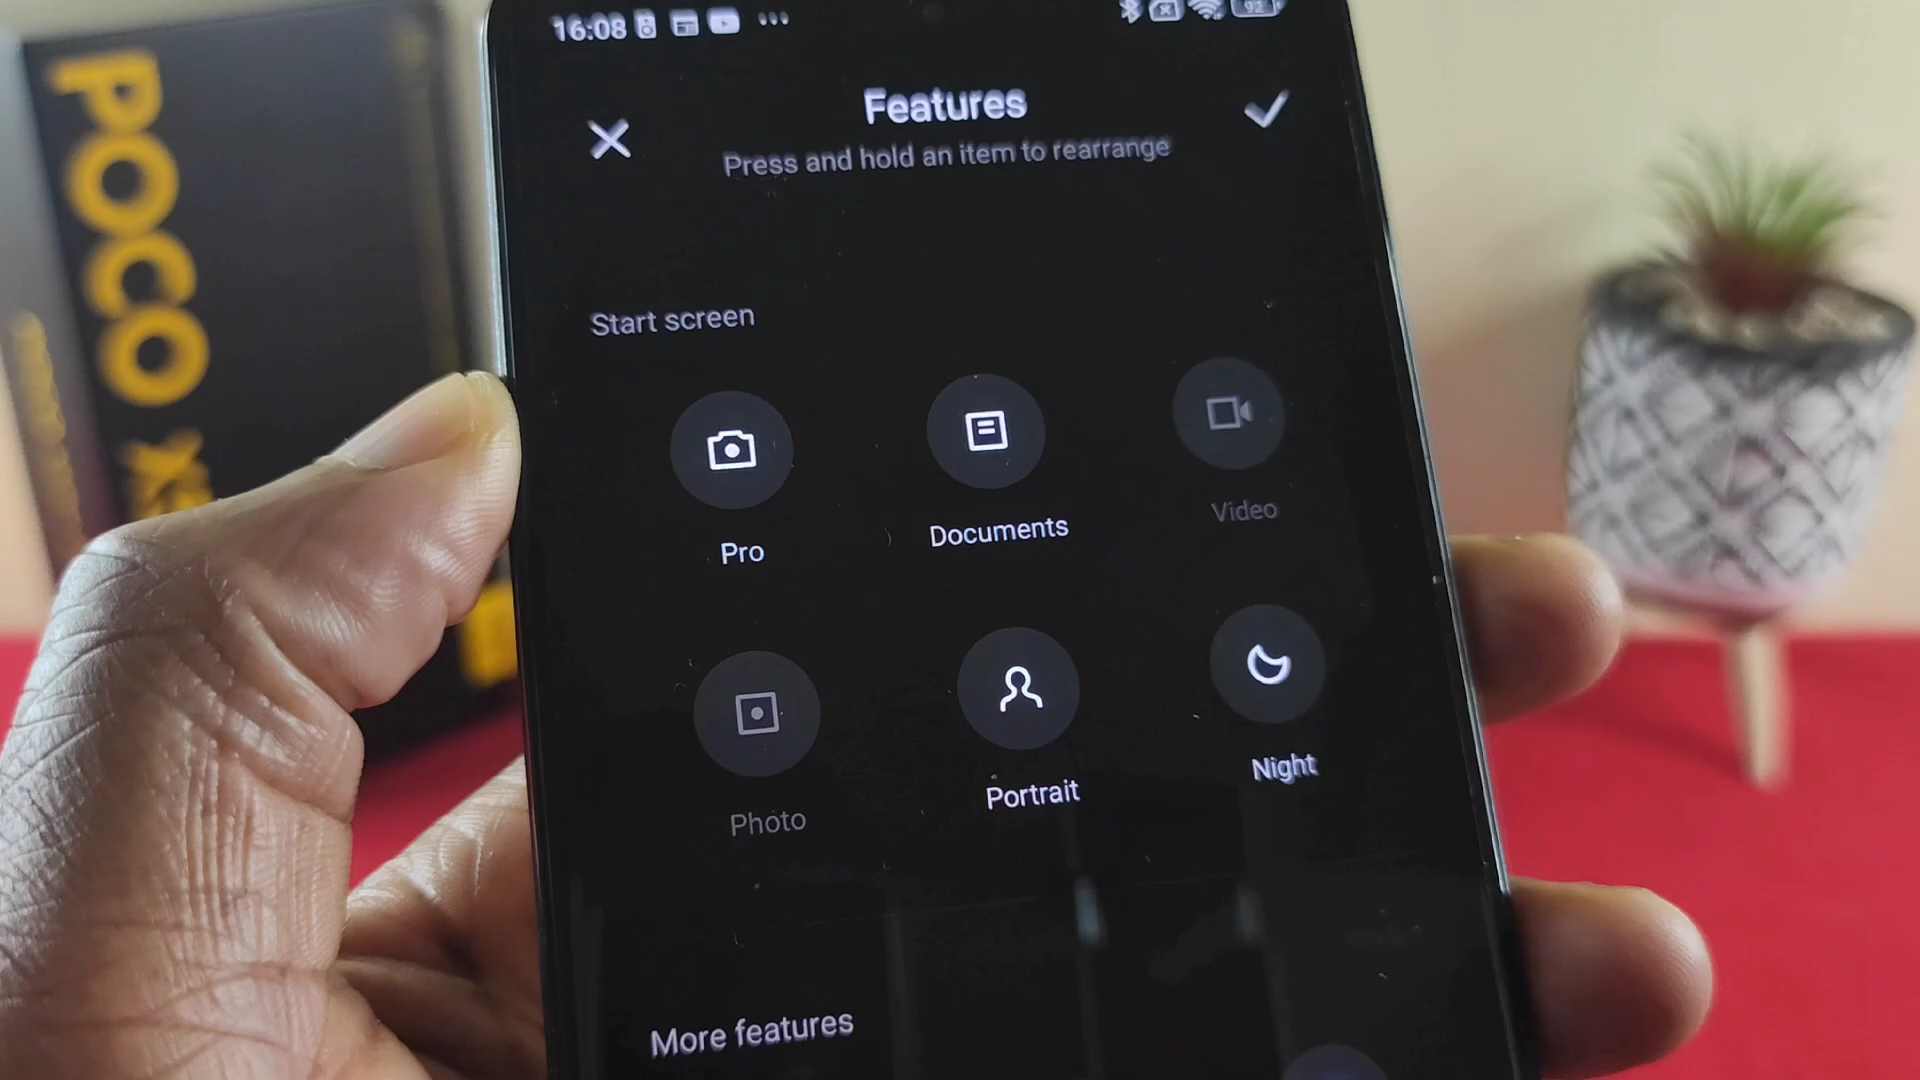 16:08
92
Features
Press and hold an item to rearrange
Start screen
Pro
Documents
Video
Photo
Portrait
Night
More features
POCO